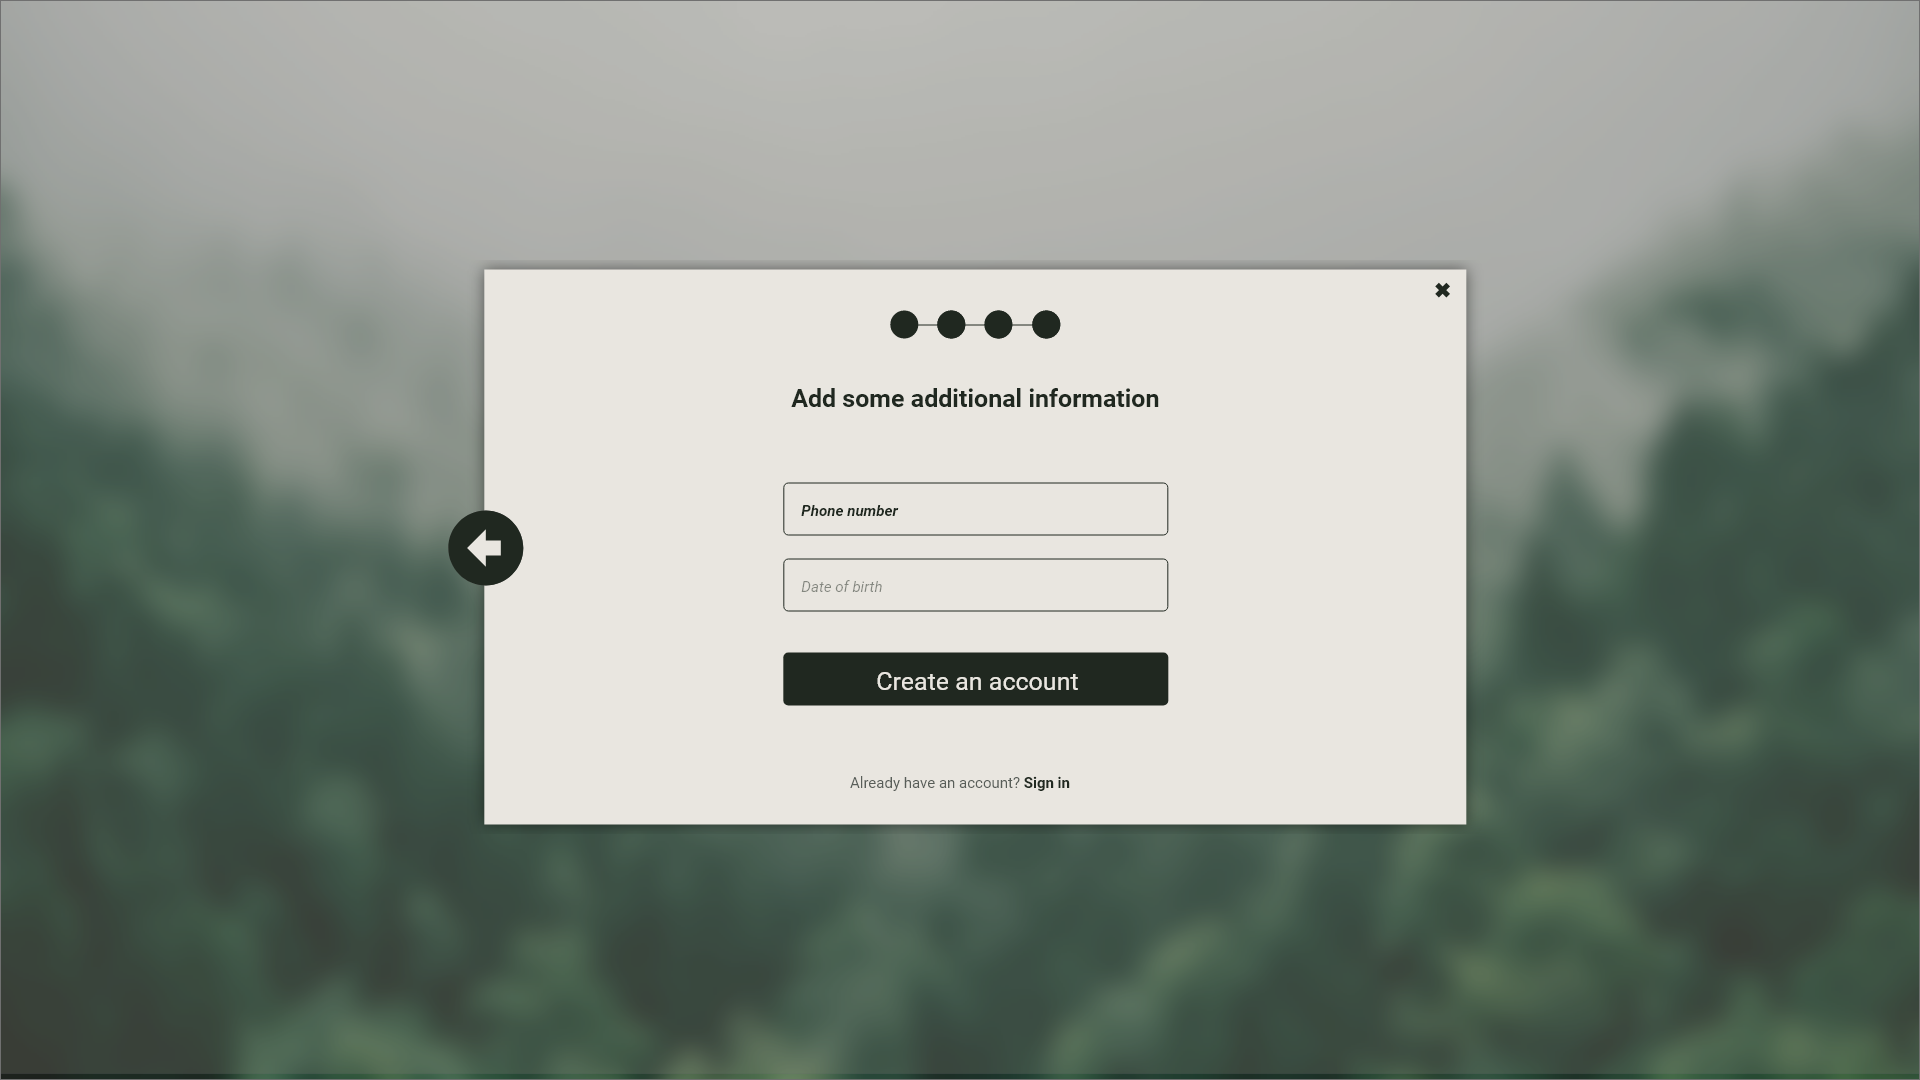 Add some additional information
Phone number
Date of birth
Create an account
Already have an account? Sign in